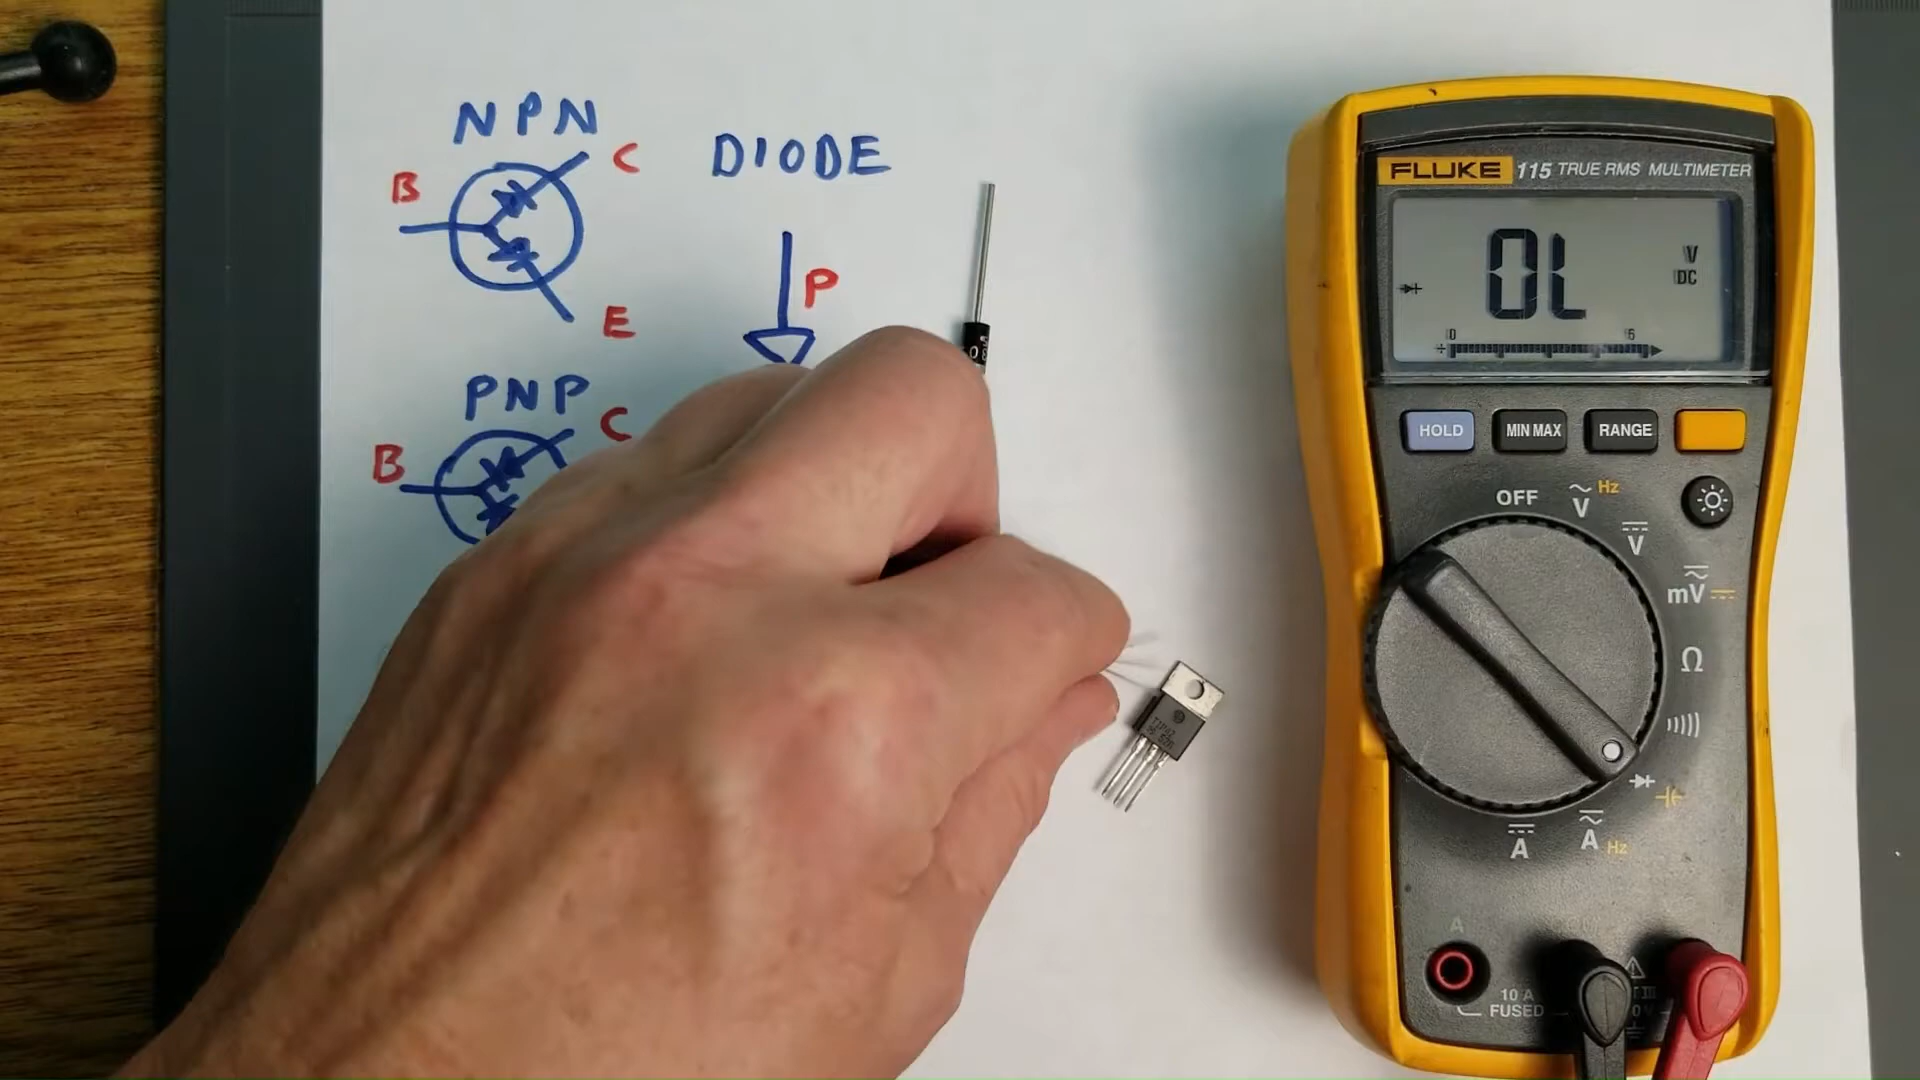 NPN
B
C
E
DIODE
P
PNP
B
C
FLUKE 115 TRUE RMS MULTIMETER
OL
V
DC
0
6
HOLD
MIN MAX
RANGE
OFF
V Hz
V
mV
Ω
A
A Hz
A
10 A
FUSED